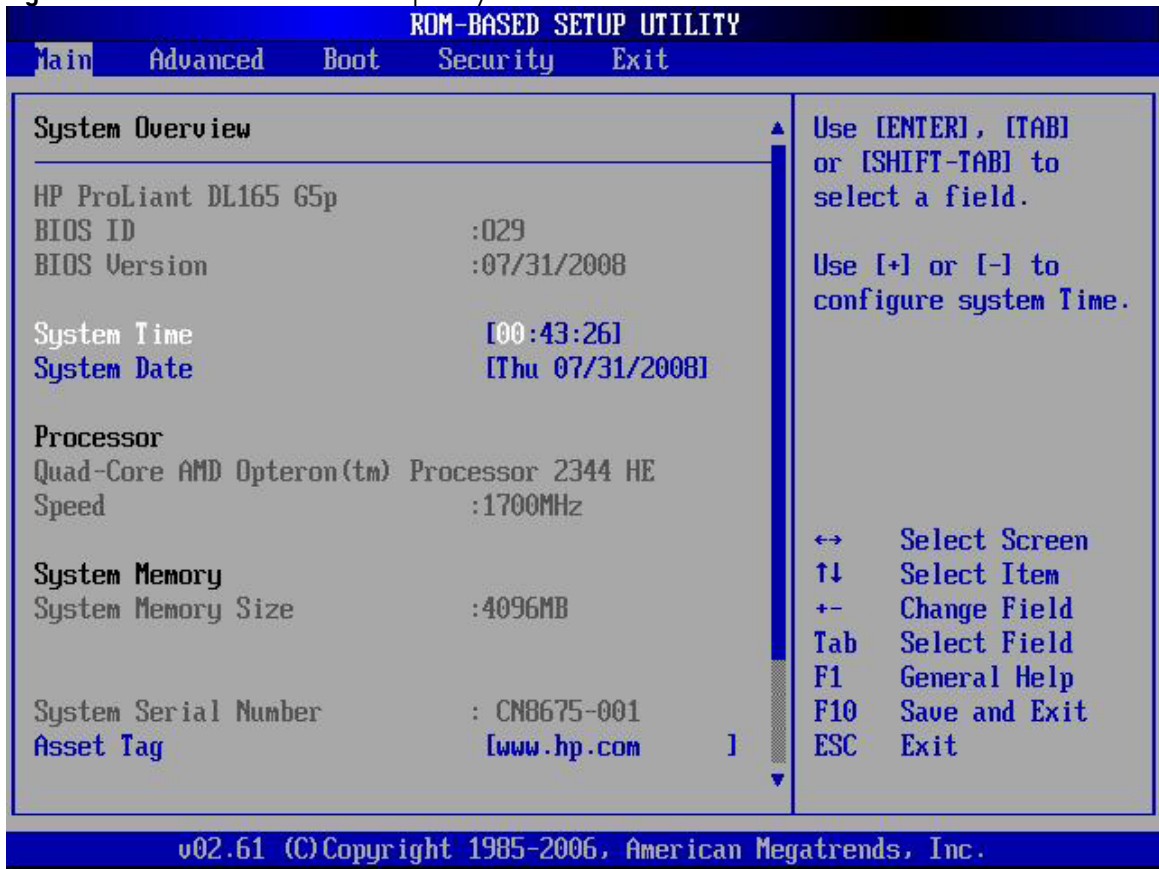 ROM-BASED SETUP UTILITY
Main Advanced Boot Security Exit
System Overview
HP ProLiant DL165 G5p
BIOS ID :O29
BIOS Version :07/31/2008
System Time [00:43:26]
System Date [Thu 07/31/2008]
Processor
Quad-Core AMD Opteron(tm) Processor 2344 HE
Speed :1700MHz
System Memory
System Memory Size :4096MB
System Serial Number : CN8675-001
Asset Tag [www.hp.com ]
Use [ENTER], [TAB]
or [SHIFT-TAB] to
select a field.
Use [+] or [-] to
configure system Time.
↔ Select Screen
↑↓ Select Item
+- Change Field
Tab Select Field
F1 General Help
F10 Save and Exit
ESC Exit
v02.61 (C)Copyright 1985-2006, American Megatrends, Inc.